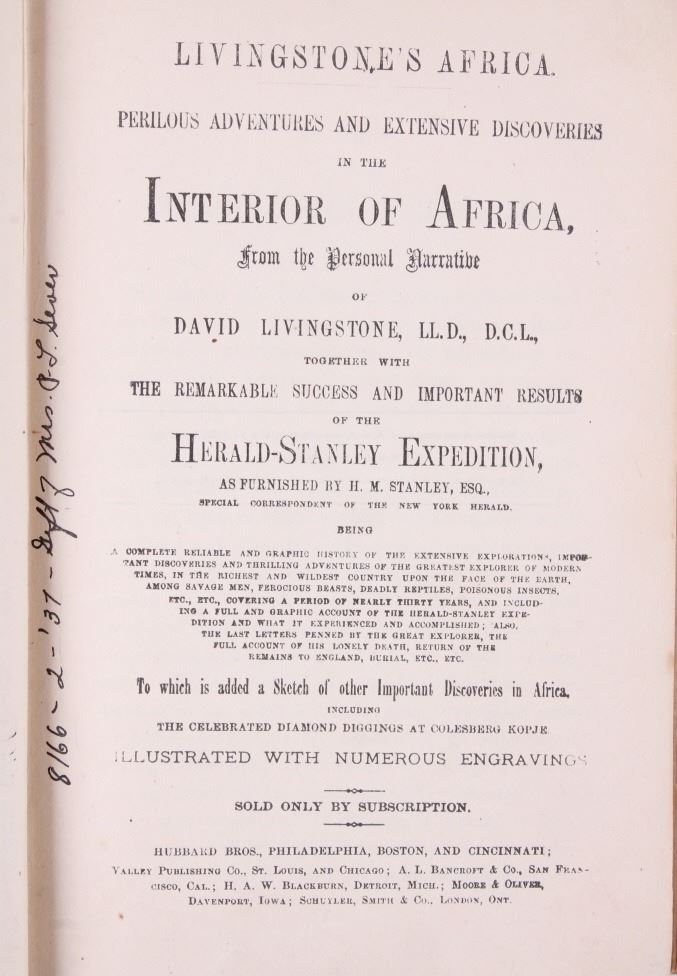 LIVINGSTONE'S AFRICA.
PERILOUS ADVENTURES AND EXTENSIVE DISCOVERIES
IN THE
INTERIOR OF AFRICA,
From the Personal Narrative
OF
DAVID LIVINGSTONE, LL.D., D.C.L.,
TOGETHER WITH
THE REMARKABLE SUCCESS AND IMPORTANT RESULTS
OF THE
HERALD-STANLEY EXPEDITION,
AS FURNISHED BY H. M. STANLEY, ESQ.,
SPECIAL CORRESPONDENT OF THE NEW YORK HERALD.
BEING
A COMPLETE RELIABLE AND GRAPHIC HISTORY OF THE EXTENSIVE EXPLORATIONS, IMPOR-
TANT DISCOVERIES AND THRILLING ADVENTURES OF THE GREATEST EXPLORER OF MODERN
TIMES, IN THE RICHEST AND WILDEST COUNTRY UPON THE FACE OF THE EARTH,
AMONG SAVAGE MEN, FEROCIOUS BEASTS, DEADLY REPTILES, POISONOUS INSECTS,
ETC., ETC., COVERING A PERIOD OF NEARLY THIRTY YEARS, AND INCLUD-
ING A FULL AND GRAPHIC ACCOUNT OF THE HERALD-STANLEY EXPE-
DITION AND WHAT IT EXPERIENCED AND ACCOMPLISHED; ALSO,
THE LAST LETTERS PENNED BY THE GREAT EXPLORER, THE
FULL ACCOUNT OF HIS LONELY DEATH, RETURN OF THE
REMAINS TO ENGLAND, BURIAL, ETC., ETC.
To which is added a Sketch of other Important Discoveries in Africa,
INCLUDING
THE CELEBRATED DIAMOND DIGGINGS AT COLESBERG KOPJE
ILLUSTRATED WITH NUMEROUS ENGRAVINGS
SOLD ONLY BY SUBSCRIPTION.
HUBBARD BROS., PHILADELPHIA, BOSTON, AND CINCINNATI;
VALLEY PUBLISHING CO., ST. LOUIS, AND CHICAGO; A. L. BANCROFT & CO., SAN FRAN-
CISCO, CAL.; H. A. W. BLACKBURN, DETROIT, MICH.; MOORE & OLIVER,
DAVENPORT, IOWA; SCHUYLER, SMITH & CO., LONDON, ONT.
8166-2-'37- Gift of Mrs. P. L. Sever